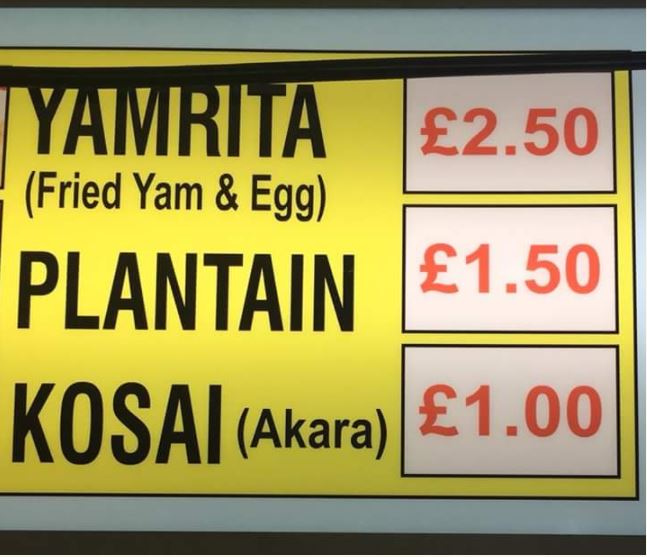 YAMRITA £2.50
(Fried Yam & Egg)
PLANTAIN £1.50
KOSAI (Akara) £1.00